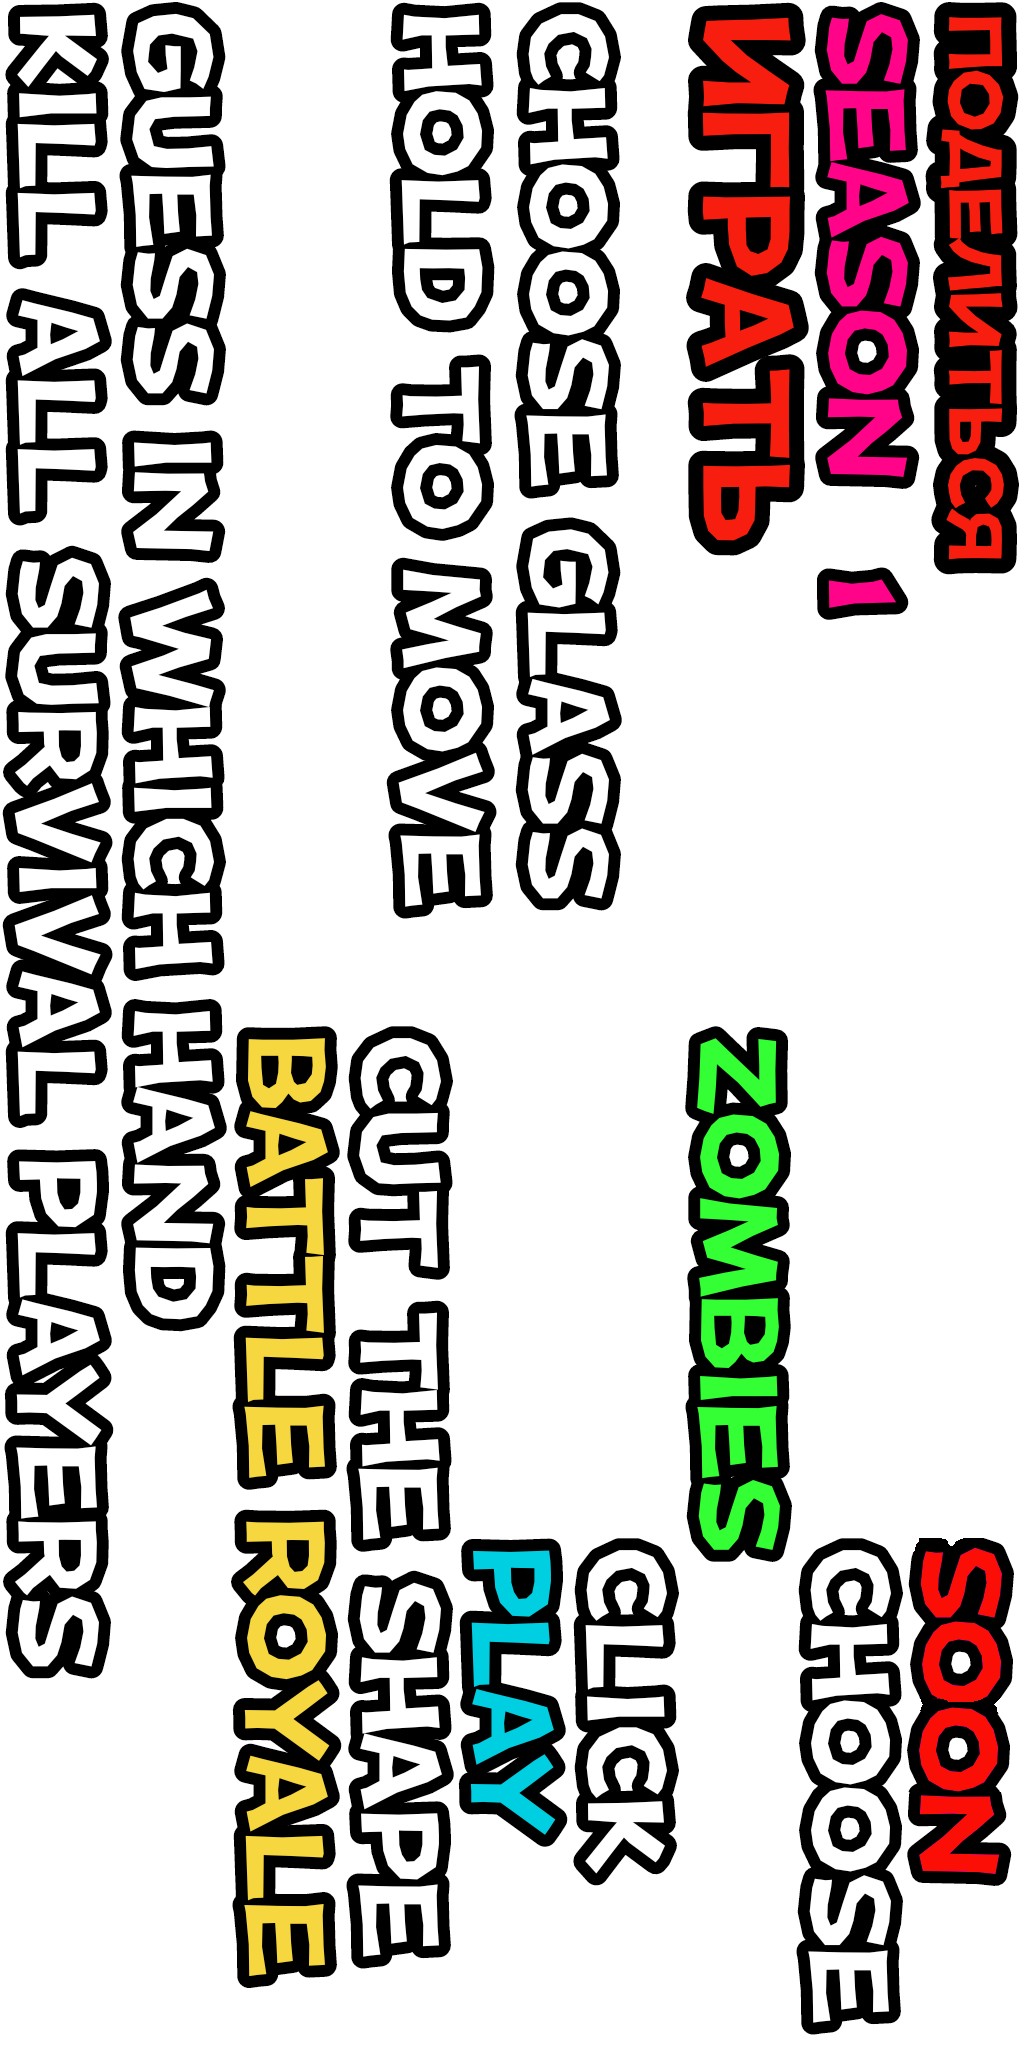 ПОДЕЛИТЬСЯ
SOON
SEASON 1
CHOOSE
ИГРАТЬ
ZOMBIES
CLICK
CHOOSE GLASS
PLAY
HOLD TO MOVE
CUT THE SHAPE
BATTLE ROYALE
GUESS IN WHICH HAND
KILL ALL SURVIVAL PLAYERS